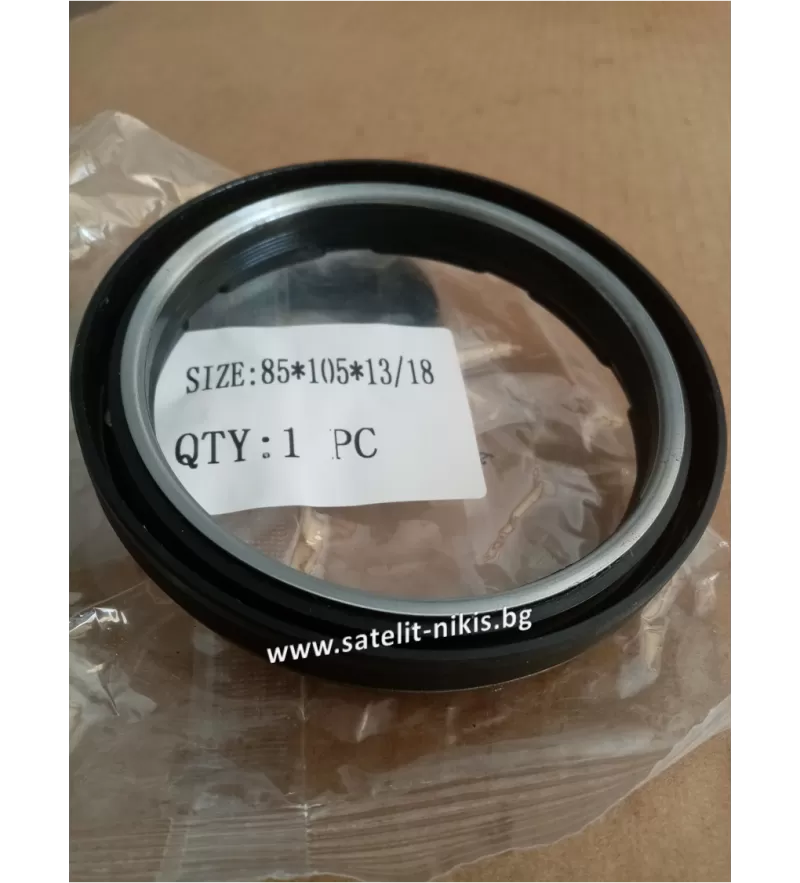 SIZE:85*105*13/18
QTY:1 PC
www.satelit-nikis.bg